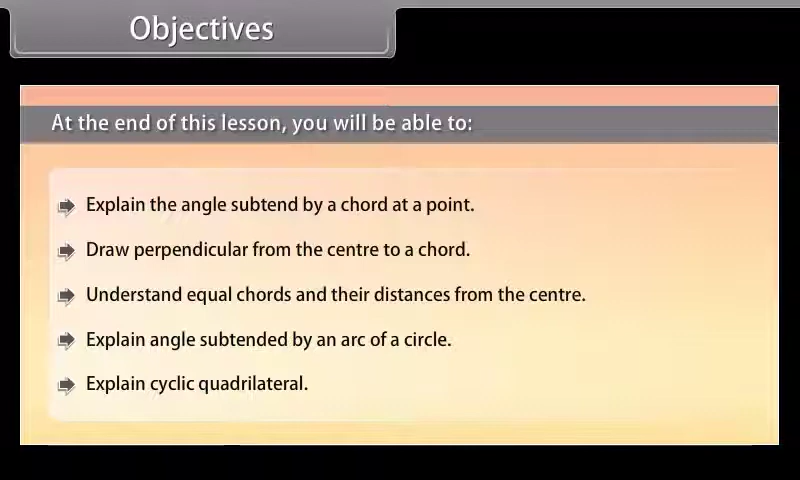 Objectives
At the end of this lesson, you will be able to:
Explain the angle subtend by a chord at a point.
Draw perpendicular from the centre to a chord.
Understand equal chords and their distances from the centre.
Explain angle subtended by an arc of a circle.
Explain cyclic quadrilateral.